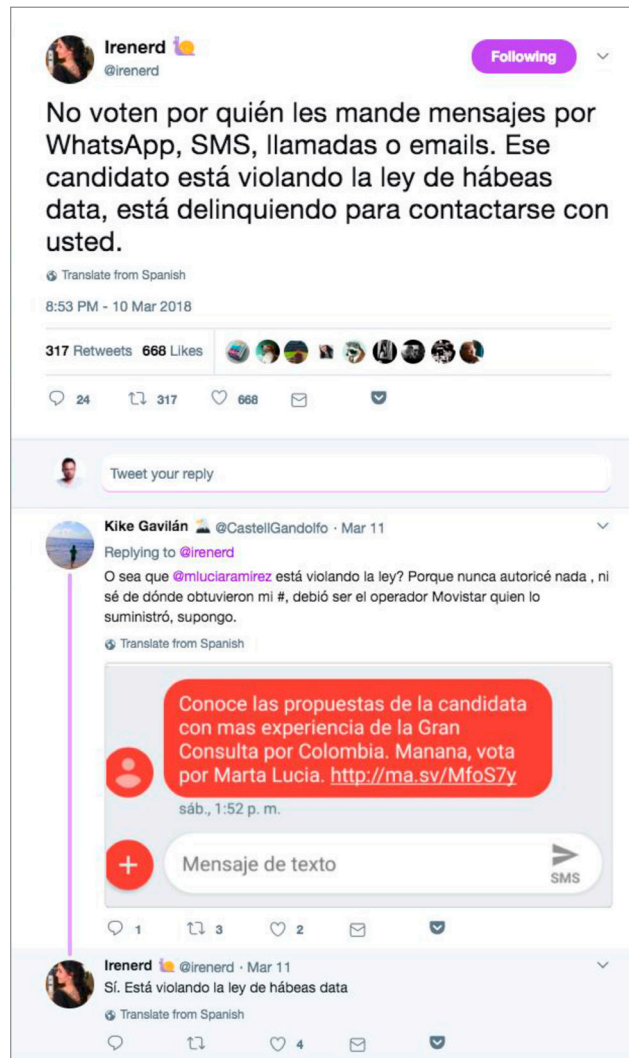 Irenerd
@irenerd
Following
No voten por quién les mande mensajes por
WhatsApp, SMS, llamadas o emails. Ese
candidato está violando la ley de hábeas
data, está delinquiendo para contactarse con
usted.
Translate from Spanish
8:53 PM - 10 Mar 2018
317 Retweets 668 Likes
24 317 668
Tweet your reply
Kike Gavilán @CastellGandolfo · Mar 11
Replying to @irenerd
O sea que @mluciaramirez está violando la ley? Porque nunca autoricé nada , ni
sé de dónde obtuvieron mi #, debió ser el operador Movistar quien lo
suministró, supongo.
Translate from Spanish
Conoce las propuestas de la candidata
con mas experiencia de la Gran
Consulta por Colombia. Manana, vota
por Marta Lucia. http://ma.sv/MfoS7y
sáb., 1:52 p. m.
Mensaje de texto
SMS
1 3 2
Irenerd @irenerd · Mar 11
Sí. Está violando la ley de hábeas data
Translate from Spanish
4